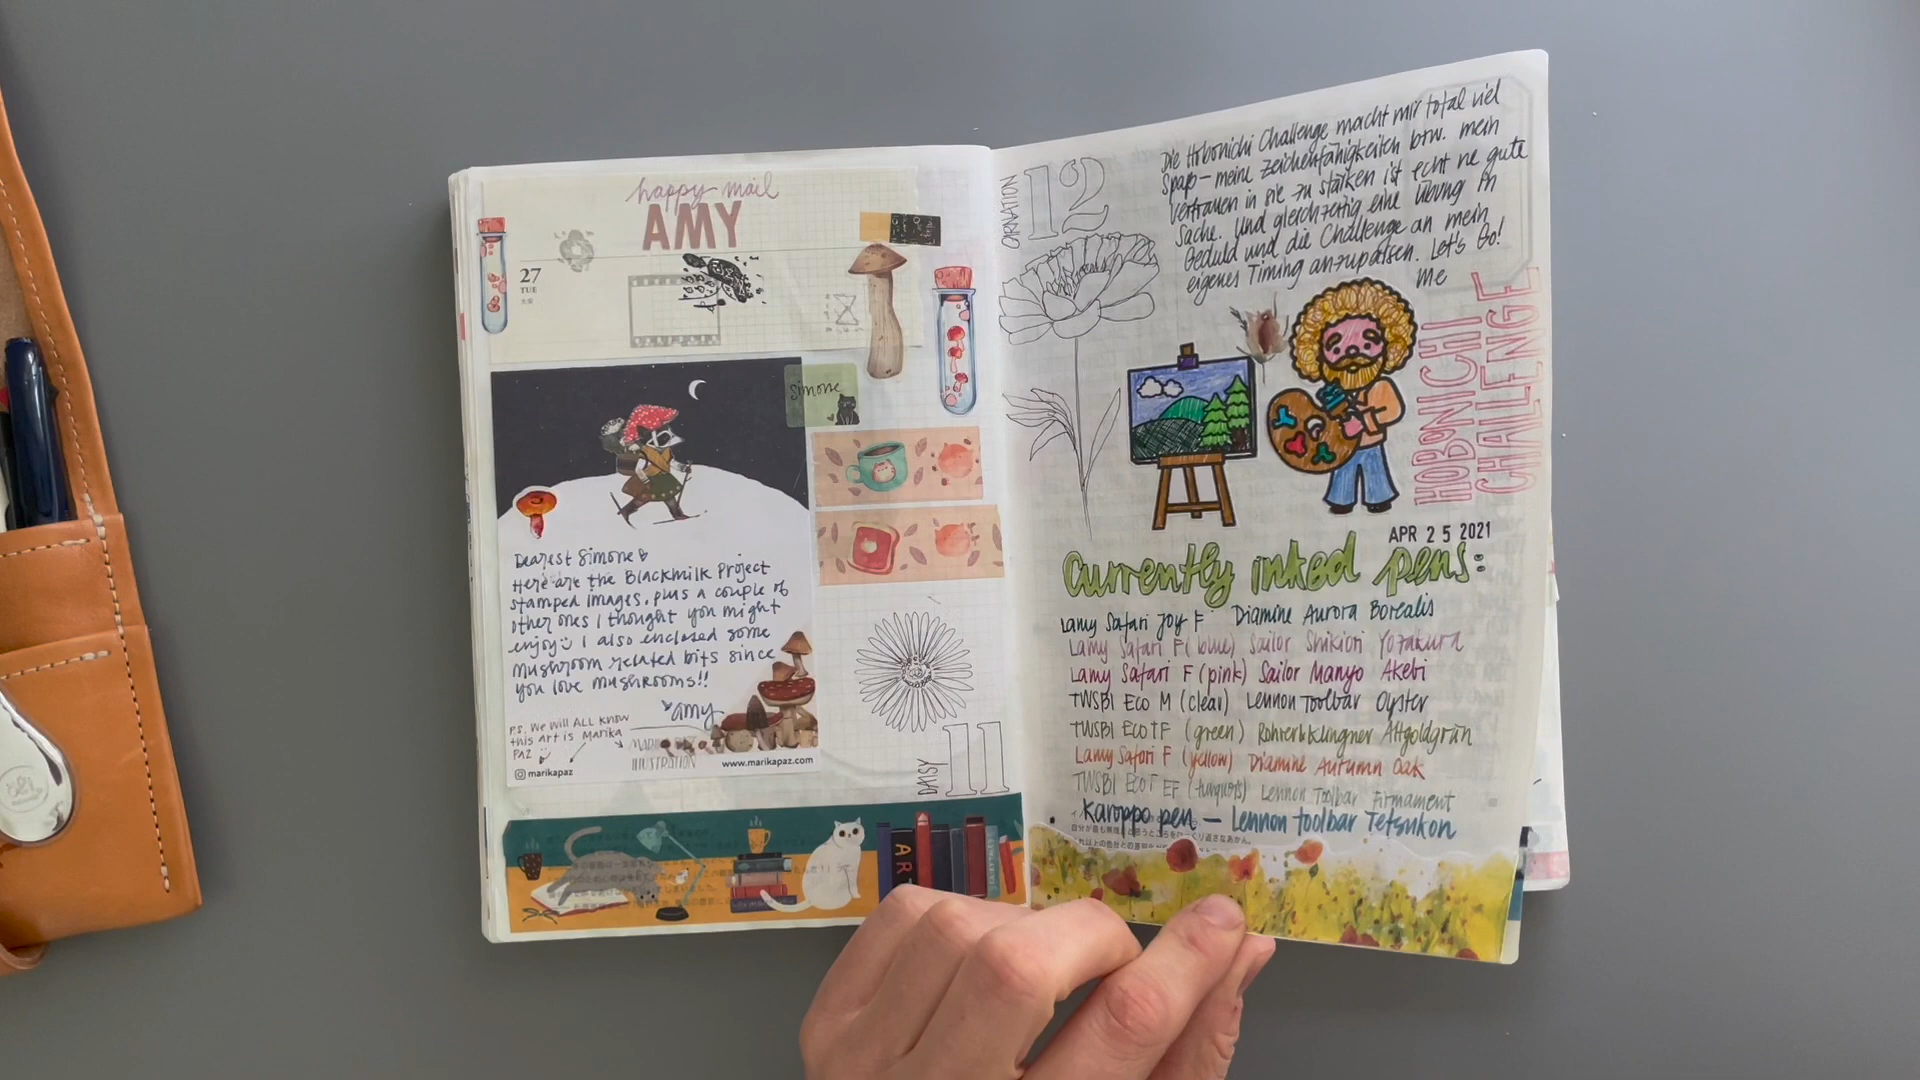 happy mail
AMY
27
TUE
Simone
Dearest Simone
Here are the Blackmilk Project
stamped images, plus a couple of
other ones I thought you might
enjoy I also enclosed some
mushroom related bits since
you love mushrooms!!
amy
P.S. We will ALL know
this Art is Marika
PAZ
ILLUSTRATION
marikapaz
www.marikapaz.com
DAISY
11
ART
12
Die Hobonichi Challenge macht mir total viel
Spaß - meine Zeichenfähigkeiten btw. mein
Vertrauen in sie zu stärken ist echt ne gute
Sache. Und gleichzeitig eine Übung in
Geduld und die Challenge an mein
eigenes Timing anzupassen. Let's Go!
me
HOBONICHI
CHALLENGE
APR 25 2021
Currently inked pens:
Lamy Safari Joy F Diamine Aurora Borealis
Lamy Safari F (blue) Sailor Shikiori Yozakura
Lamy Safari F (pink) Sailor Manyo Akebi
TWSBI Eco M (clear) Lennon Toolbar Oyster
TWSBI Eco T F (green) Rohrer & Klingner Altgoldgrün
Lamy Safari F (yellow) Diamine Autumn Oak
TWSBI Eco T EF (turquois) Lennon Toolbar Firmament
Karoppo pen - Lennon toolbar Tetsukon